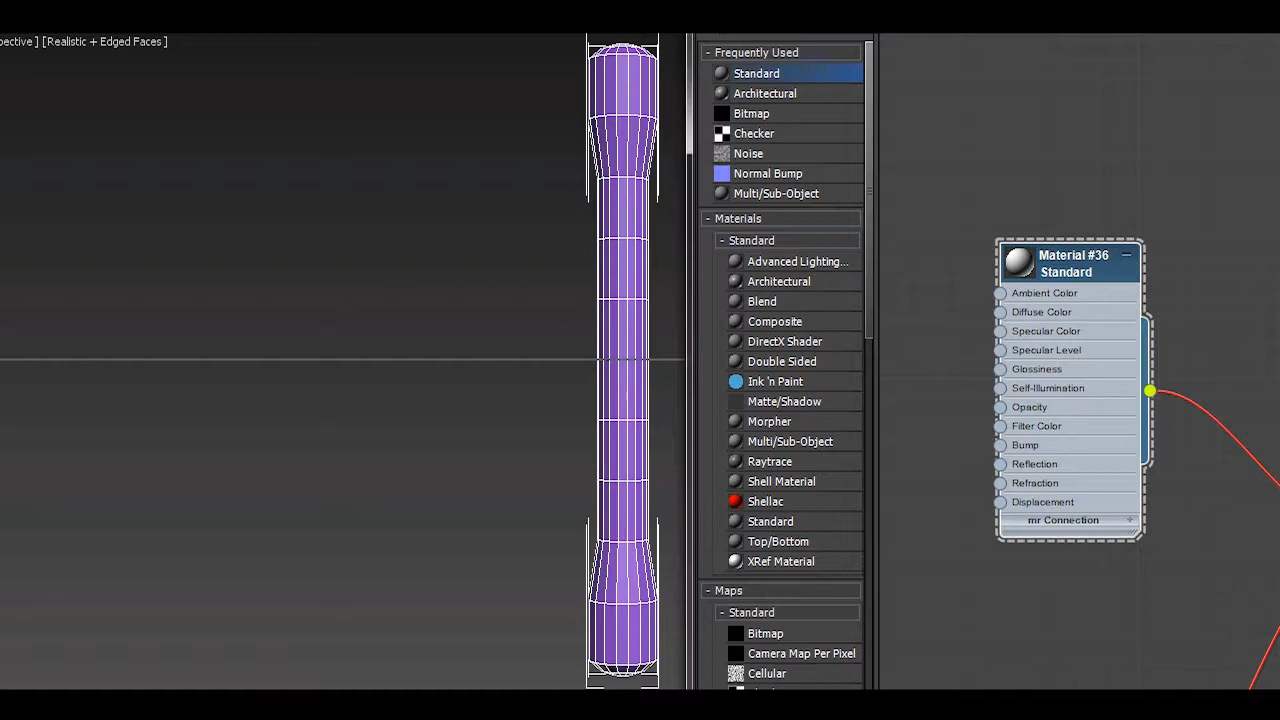 pective ] [Realistic + Edged Faces ]
- Frequently Used
Standard
Architectural
Bitmap
Checker
Noise
Normal Bump
Multi/Sub-Object
- Materials
- Standard
Advanced Lighting...
Architectural
Blend
Composite
DirectX Shader
Double Sided
Ink 'n Paint
Matte/Shadow
Morpher
Multi/Sub-Object
Raytrace
Shell Material
Shellac
Standard
Top/Bottom
XRef Material
- Maps
- Standard
Bitmap
Camera Map Per Pixel
Cellular
Material #36
Standard
Ambient Color
Diffuse Color
Specular Color
Specular Level
Glossiness
Self-Illumination
Opacity
Filter Color
Bump
Reflection
Refraction
Displacement
mr Connection +